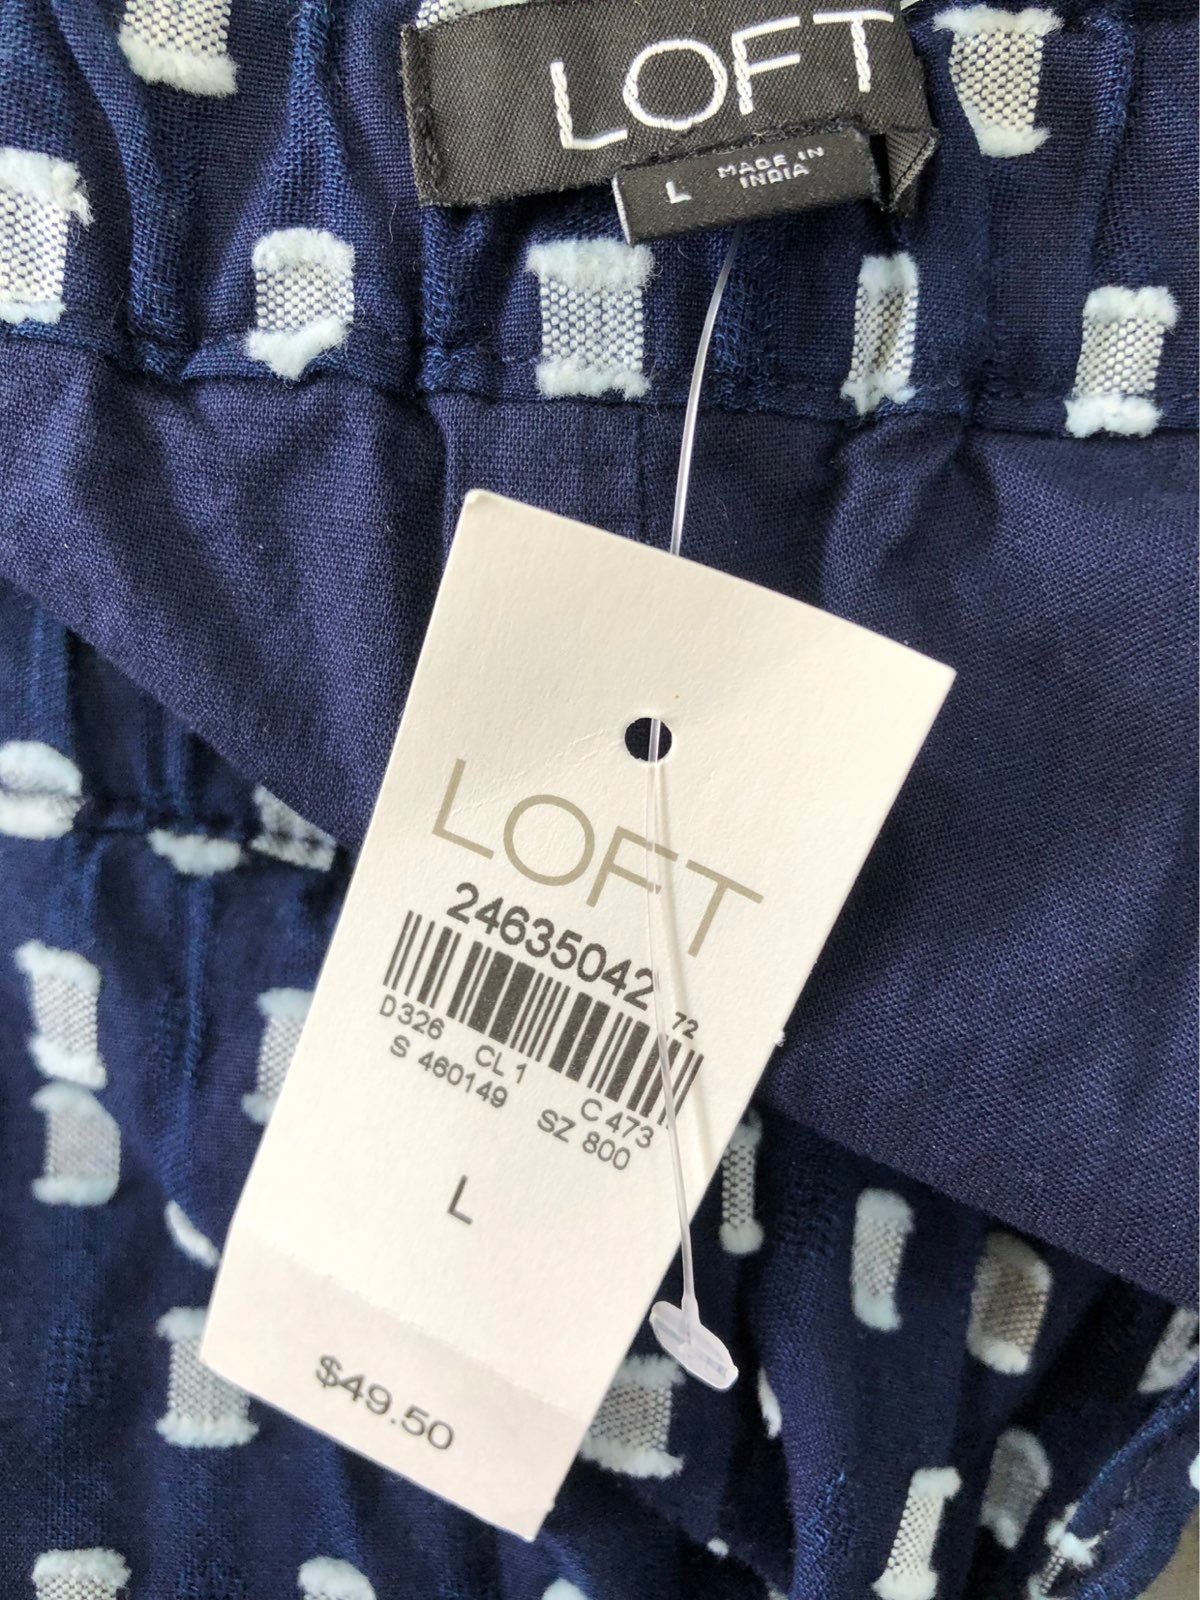 LOFT
L MADE IN
INDIA
LOFT
24635042 72
D326 CL 1 C 473
S 460149 SZ 800
L
$49.50